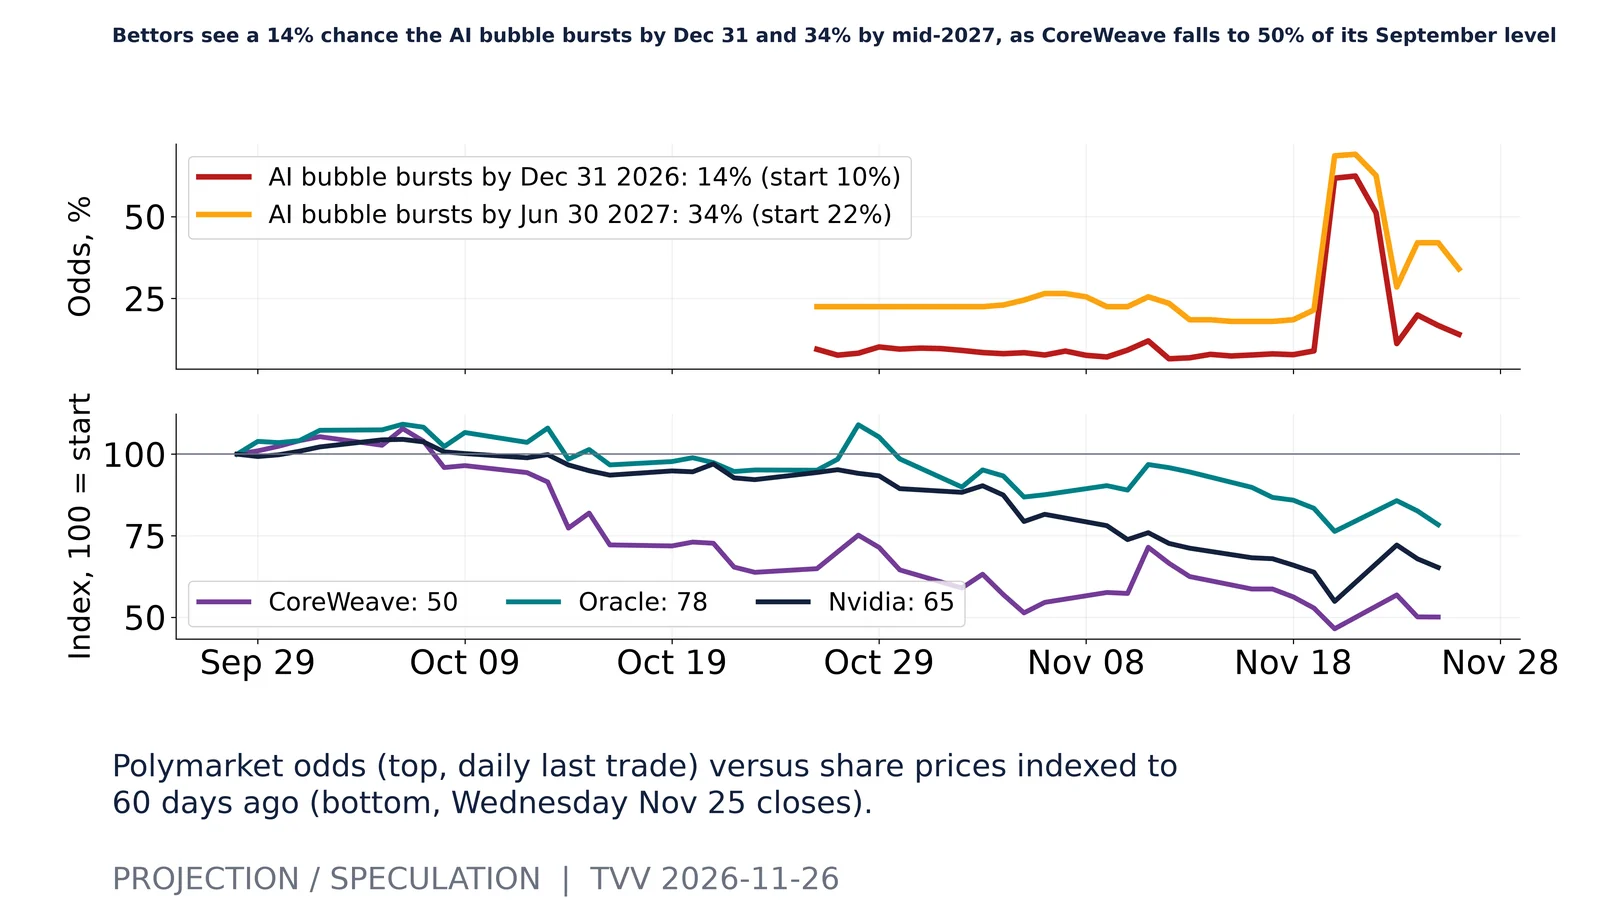 Bettors see a 14% chance the AI bubble bursts by Dec 31 and 34% by mid-2027, as CoreWeave falls to 50% of its September level
Odds, %
50
25
AI bubble bursts by Dec 31 2026: 14% (start 10%)
AI bubble bursts by Jun 30 2027: 34% (start 22%)
Index, 100 = start
100
75
50
CoreWeave: 50
Oracle: 78
Nvidia: 65
Sep 29
Oct 09
Oct 19
Oct 29
Nov 08
Nov 18
Nov 28
Polymarket odds (top, daily last trade) versus share prices indexed to
60 days ago (bottom, Wednesday Nov 25 closes).
PROJECTION / SPECULATION | TVV 2026-11-26